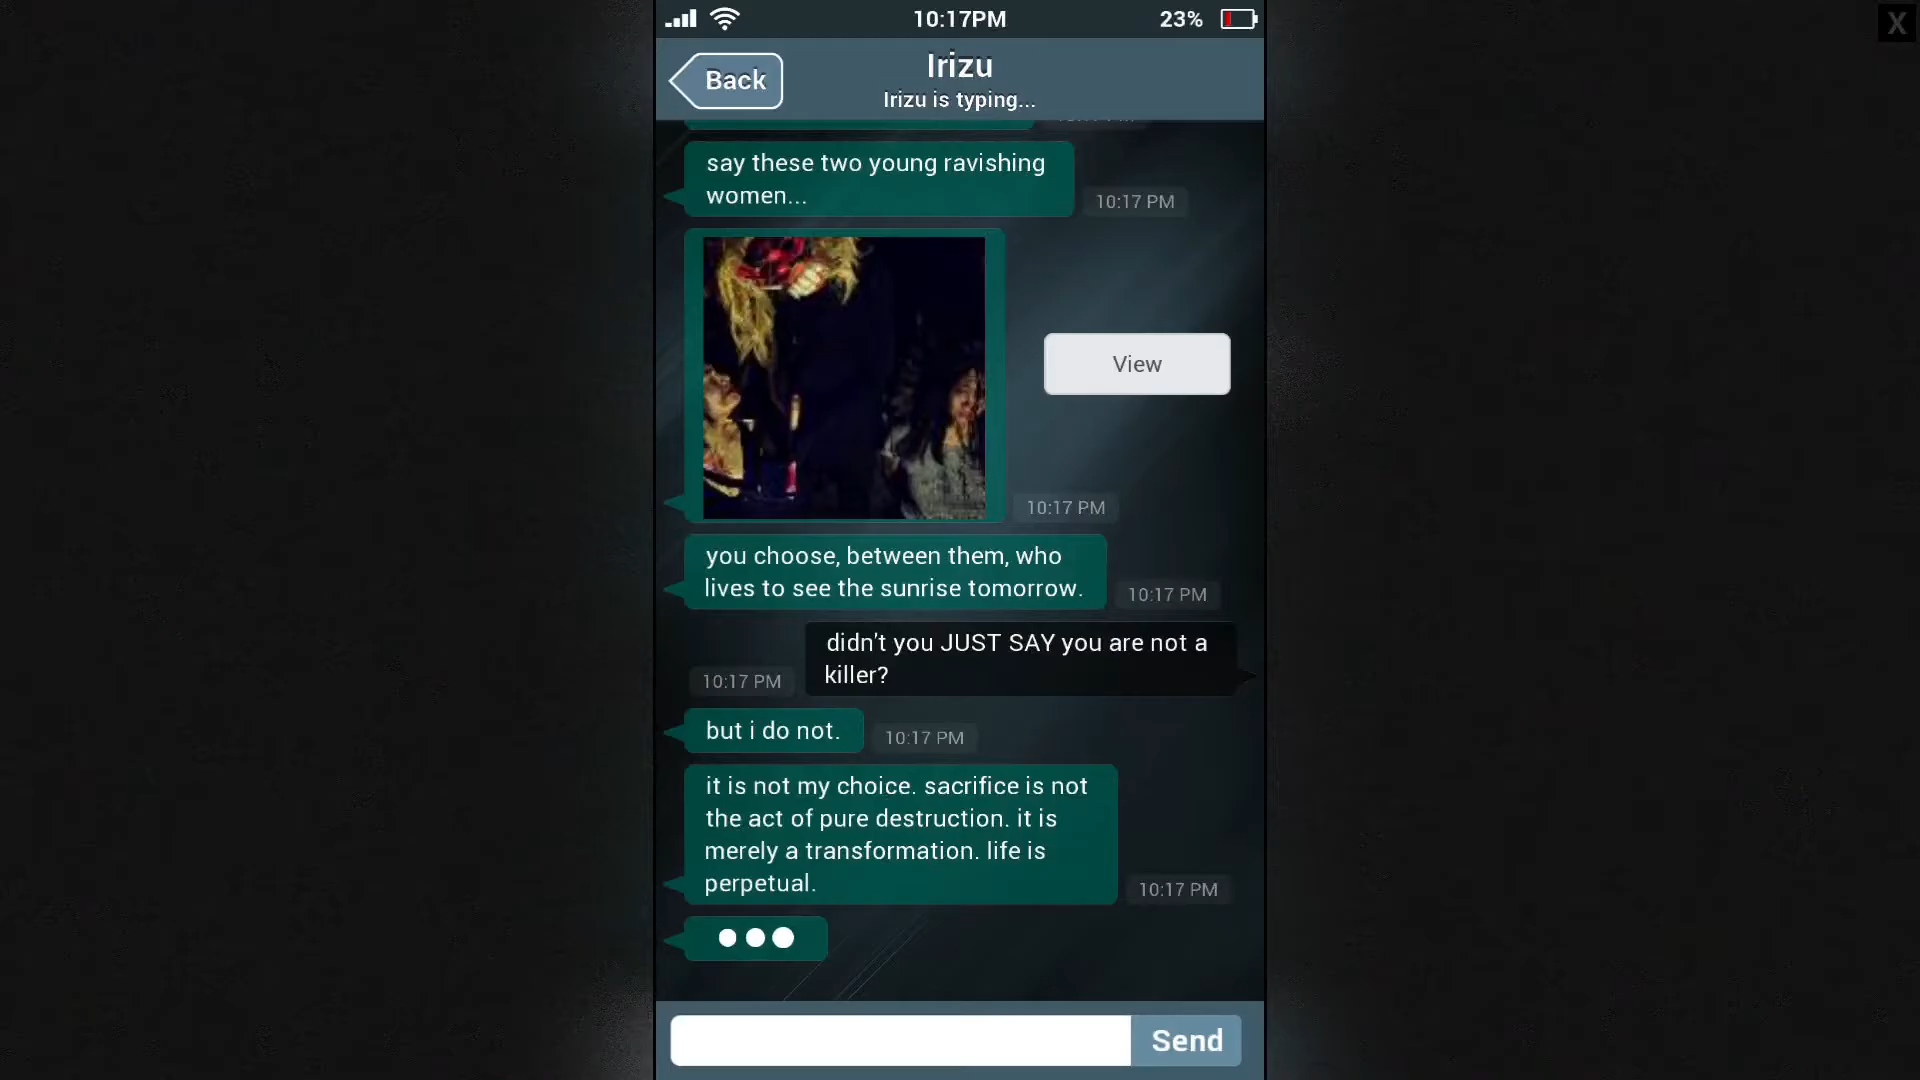 10:17PM
23%
X
Back
Irizu
Irizu is typing...
say these two young ravishing
women...
10:17 PM
View
10:17 PM
you choose, between them, who
lives to see the sunrise tomorrow.
10:17 PM
didn't you JUST SAY you are not a
killer?
10:17 PM
but i do not.
10:17 PM
it is not my choice. sacrifice is not
the act of pure destruction. it is
merely a transformation. life is
perpetual.
10:17 PM
Send